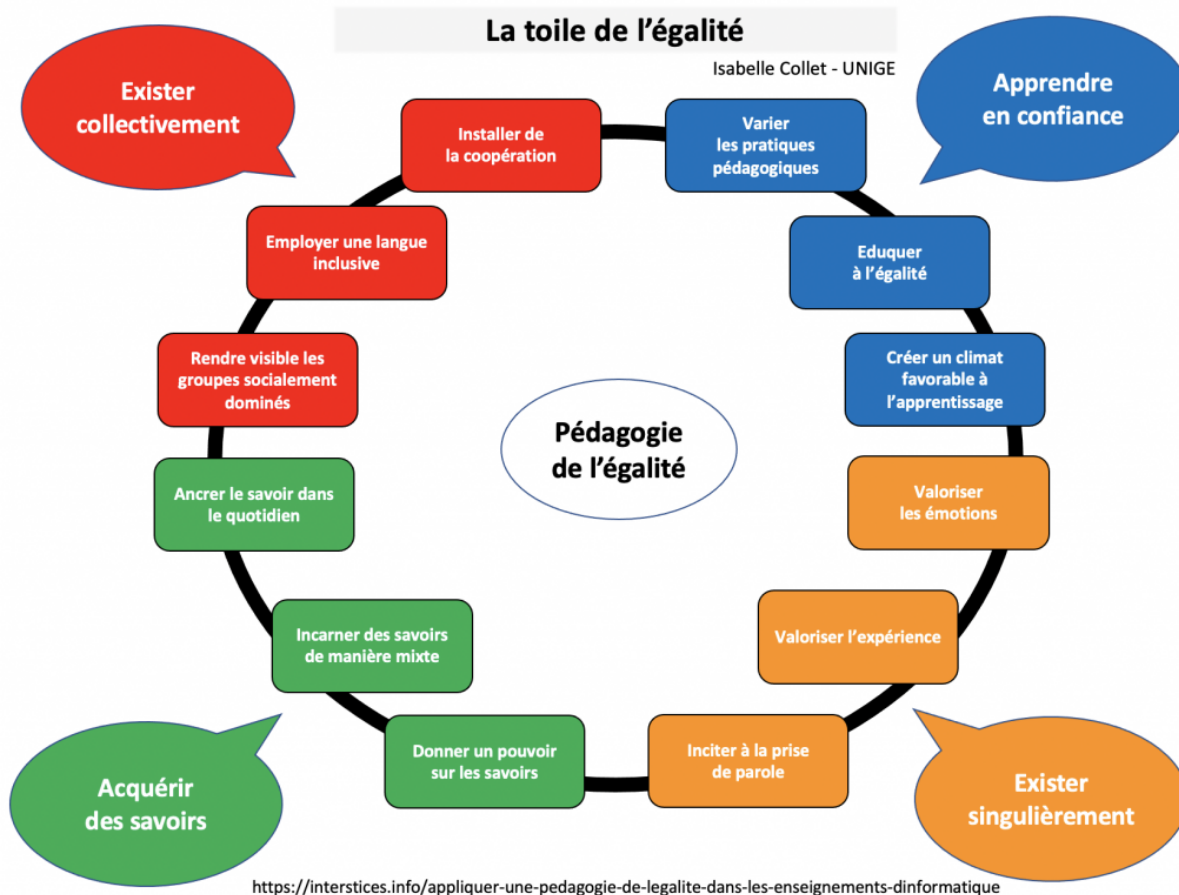 La toile de l’égalité
Isabelle Collet - UNIGE
Exister
collectivement
Apprendre
en confiance
Installer de
la coopération
Varier
les pratiques
pédagogiques
Employer une langue
inclusive
Eduquer
à l’égalité
Rendre visible les
groupes socialement
dominés
Créer un climat
favorable à
l’apprentissage
Pédagogie
de l’égalité
Ancrer le savoir dans
le quotidien
Valoriser
les émotions
Incarner des savoirs
de manière mixte
Valoriser l’expérience
Donner un pouvoir
sur les savoirs
Inciter à la prise
de parole
Acquérir
des savoirs
Exister
singulièrement
https://interstices.info/appliquer-une-pedagogie-de-legalite-dans-les-enseignements-dinformatique